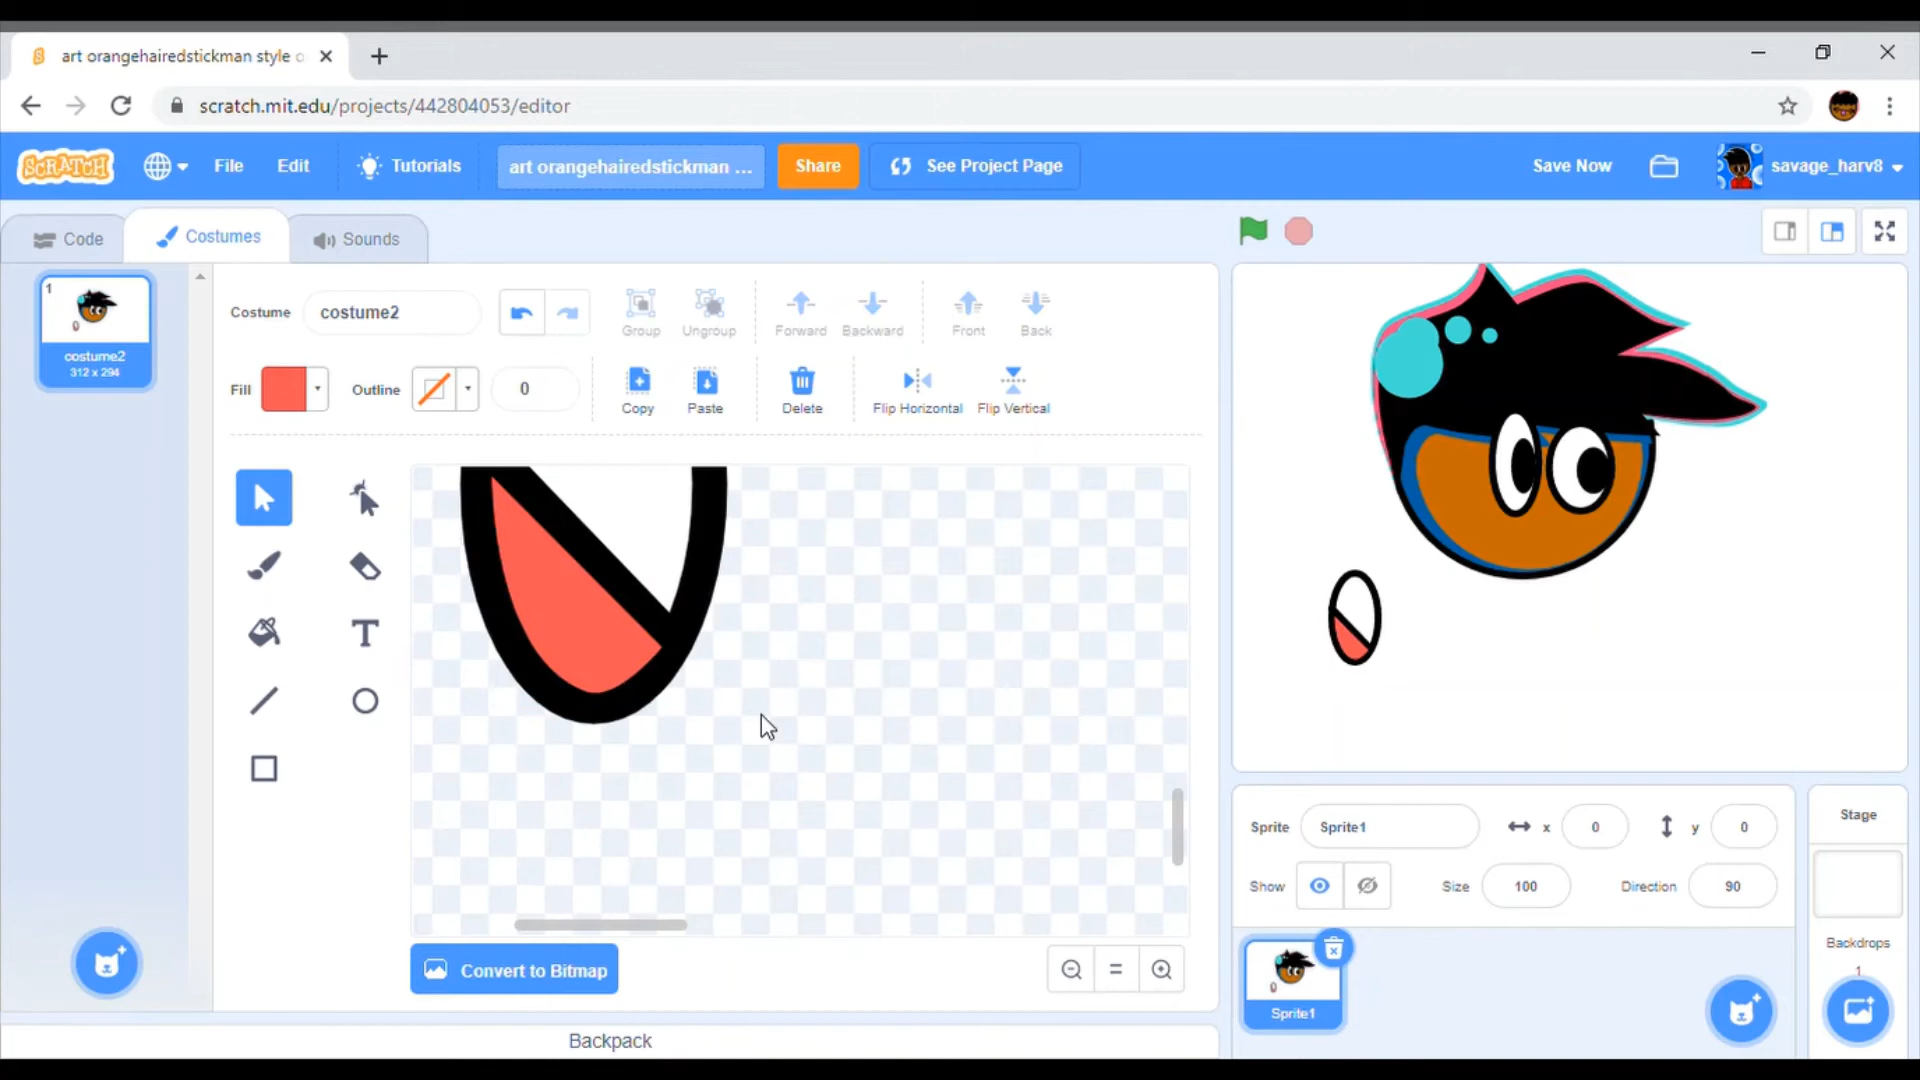 art orangehairedstickman style o
scratch.mit.edu/projects/442804053/editor
SCRATCH
File
Edit
Tutorials
art orangehairedstickman ...
Share
See Project Page
Save Now
savage_harv8
Code
Costumes
Sounds
1
costume2
312 x 294
Costume
costume2
Group
Ungroup
Forward
Backward
Front
Back
Fill
Outline
0
Copy
Paste
Delete
Flip Horizontal
Flip Vertical
Convert to Bitmap
Backpack
Sprite
Sprite1
x
0
y
0
Show
Size
100
Direction
90
Sprite1
Stage
Backdrops
1